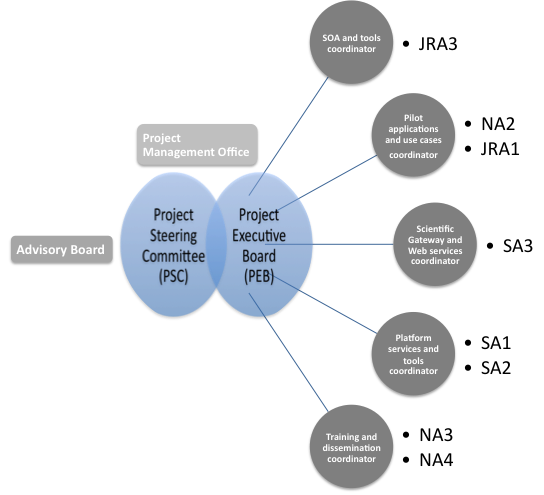 SOA and tools
coordinator
• JRA3
Pilot
applications
and use cases
coordinator
• NA2
• JRA1
Project
Management Office
Project
Steering
Committee
(PSC)
Project
Executive
Board
(PEB)
Advisory Board
Scientific
Gateway and
Web services
coordinator
• SA3
Platform
services and
tools
coordinator
• SA1
• SA2
Training and
dissemination
coordinator
• NA3
• NA4